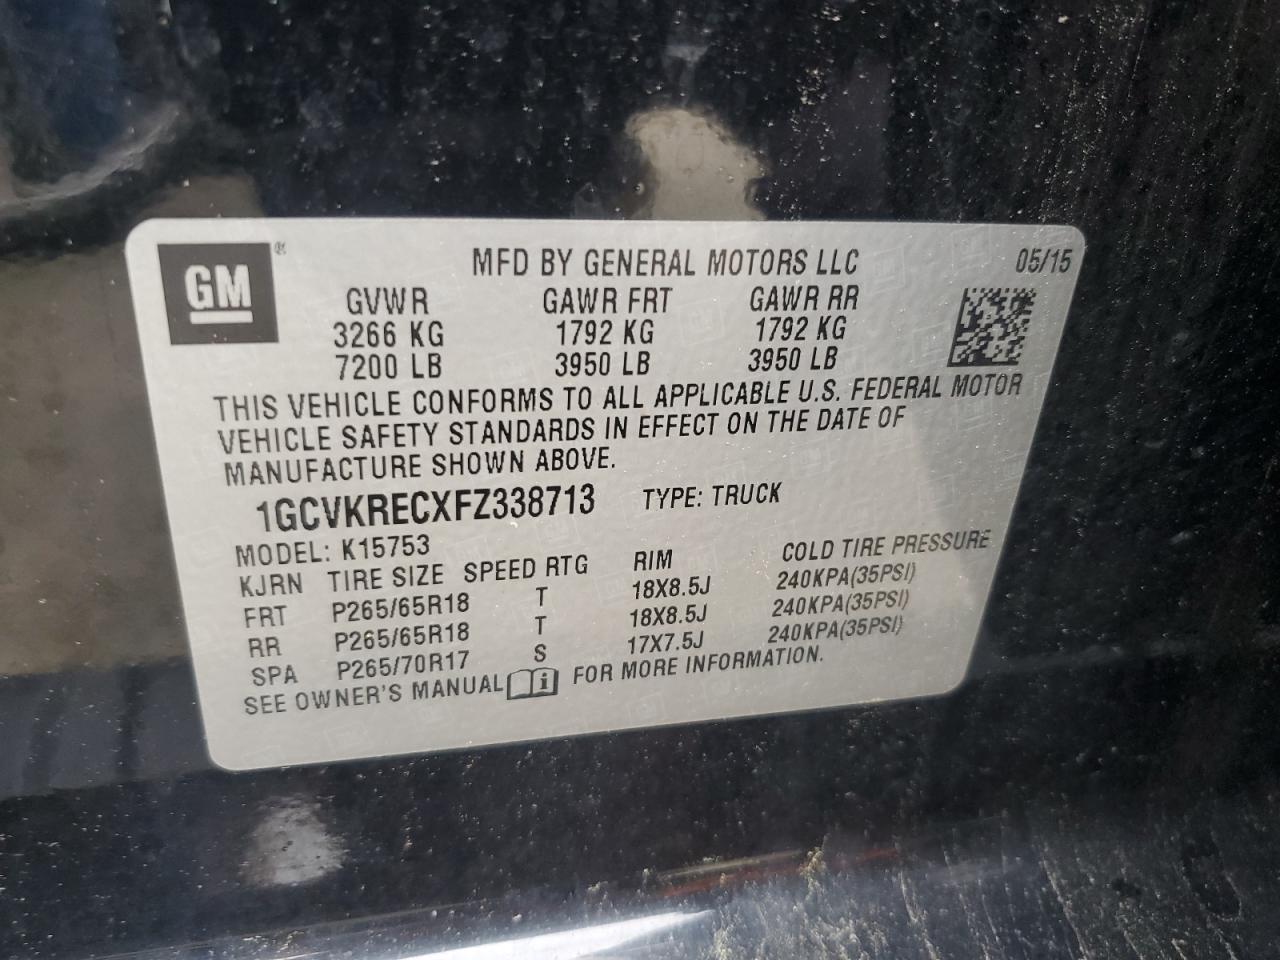 GM ® MFD BY GENERAL MOTORS LLC 05/15
GVWR GAWR FRT GAWR RR
3266 KG 1792 KG 1792 KG
7200 LB 3950 LB 3950 LB
THIS VEHICLE CONFORMS TO ALL APPLICABLE U.S. FEDERAL MOTOR
VEHICLE SAFETY STANDARDS IN EFFECT ON THE DATE OF
MANUFACTURE SHOWN ABOVE.
1GCVKRECXFZ338713 TYPE: TRUCK
MODEL: K15753
KJRN TIRE SIZE SPEED RTG RIM COLD TIRE PRESSURE
FRT P265/65R18 T 18X8.5J 240KPA(35PSI)
RR P265/65R18 T 18X8.5J 240KPA(35PSI)
SPA P265/70R17 S 17X7.5J 240KPA(35PSI)
SEE OWNER'S MANUAL i FOR MORE INFORMATION.